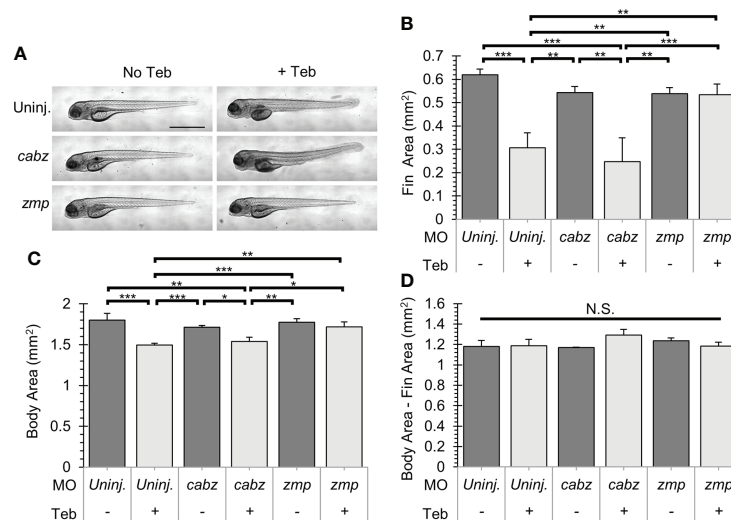 A
No Teb + Teb
Uninj.
cabz
zmp
B
**
**
*** ***
*** ** ** **
Fin Area (mm²)
0.7
0.6
0.5
0.4
0.3
0.2
0.1
0
MO Uninj. Uninj. cabz cabz zmp zmp
Teb - + - + - +
C
**
***
** *
*** *** * **
Body Area (mm²)
2
1.5
1
0.5
0
MO Uninj. Uninj. cabz cabz zmp zmp
Teb - + - + - +
D
N.S.
Body Area - Fin Area (mm²)
1.8
1.6
1.4
1.2
1
0.8
0.6
0.4
0.2
0
MO Uninj. Uninj. cabz cabz zmp zmp
Teb - + - + - +